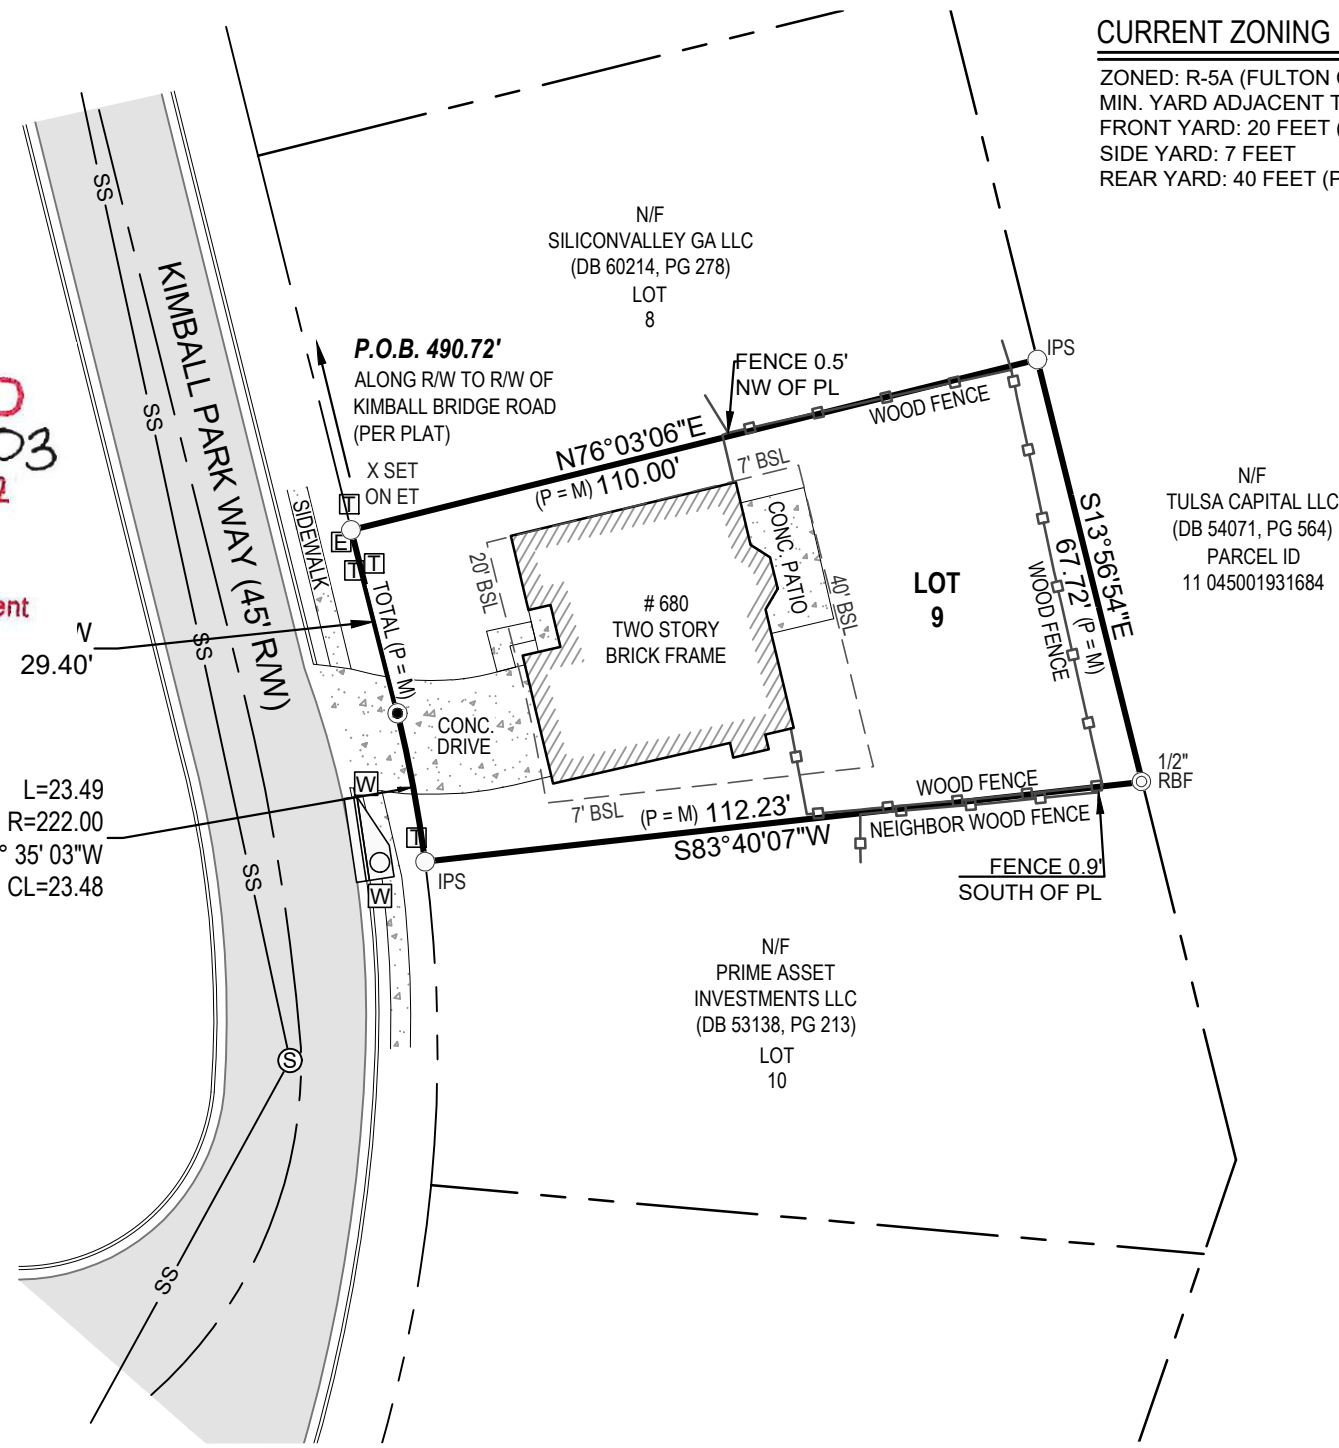 CURRENT ZONING
ZONED: R-5A (FULTON
MIN. YARD ADJACENT
FRONT YARD: 20 FEET
SIDE YARD: 7 FEET
REAR YARD: 40 FEET
N/F
SILICONVALLEY GA LLC
(DB 60214, PG 278)
LOT
8
P.O.B. 490.72'
ALONG R/W TO R/W OF
KIMBALL BRIDGE ROAD
(PER PLAT)
X SET
ON ET
FENCE 0.5'
NW OF PL
IPS
WOOD FENCE
N76°03'06"E
(P = M) 110.00'
7' BSL
KIMBALL PARK WAY (45' R/W)
SS
SS
SS
SS
SS
03
SIDEWALK
T
E
T
T
TOTAL (P = M)
20' BSL
CONC. PATIO
40' BSL
# 680
TWO STORY
BRICK FRAME
LOT
9
WOOD FENCE
S13°56'54"E
67.72' (P = M)
N/F
TULSA CAPITAL LLC
(DB 54071, PG 564)
PARCEL ID
11 045001931684
29.40'
CONC.
DRIVE
L=23.49
R=222.00
° 35' 03"W
CL=23.48
W
T
W
IPS
7' BSL
(P = M) 112.23'
S83°40'07"W
WOOD FENCE
NEIGHBOR WOOD FENCE
1/2"
RBF
FENCE 0.9'
SOUTH OF PL
N/F
PRIME ASSET
INVESTMENTS LLC
(DB 53138, PG 213)
LOT
10
S